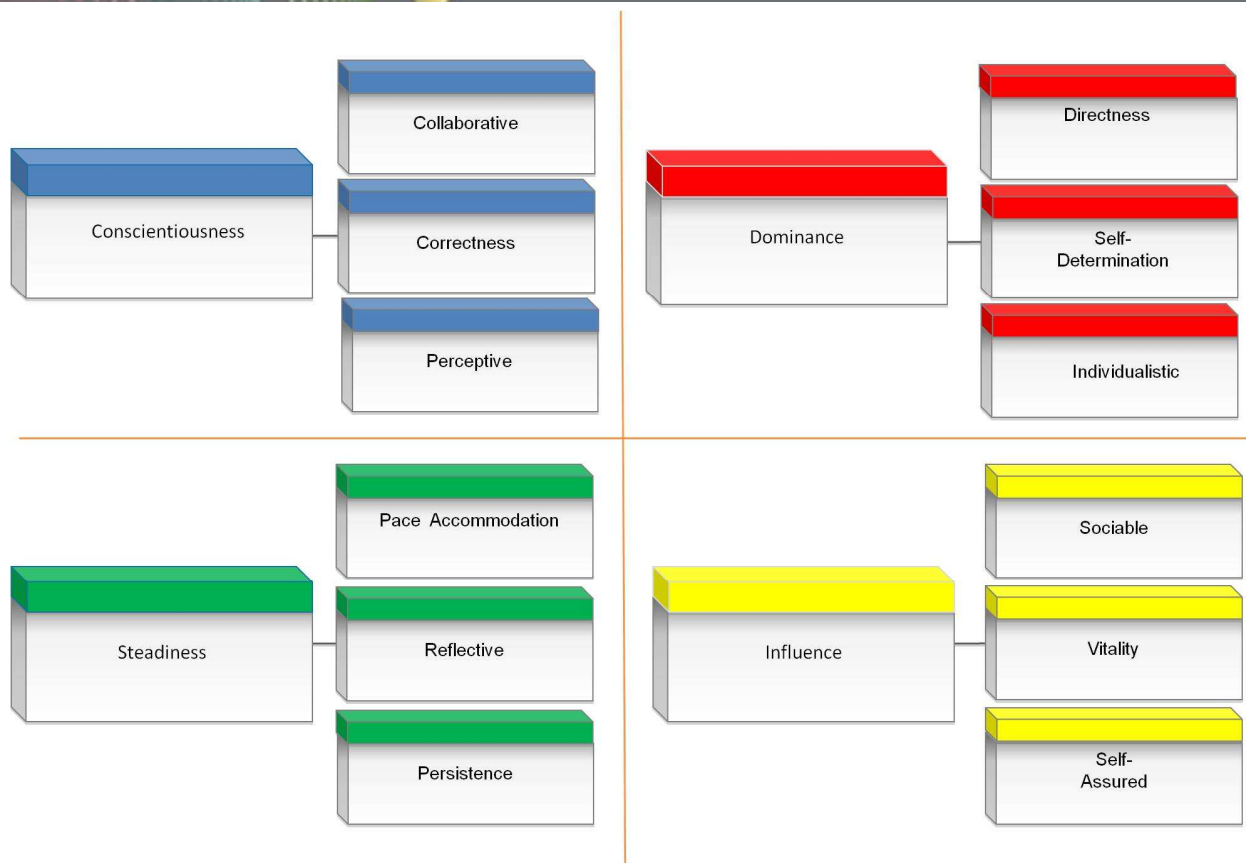 Conscientiousness
Collaborative
Correctness
Perceptive
Dominance
Directness
Self-
Determination
Individualistic
Steadiness
Pace Accommodation
Reflective
Persistence
Influence
Sociable
Vitality
Self-
Assured